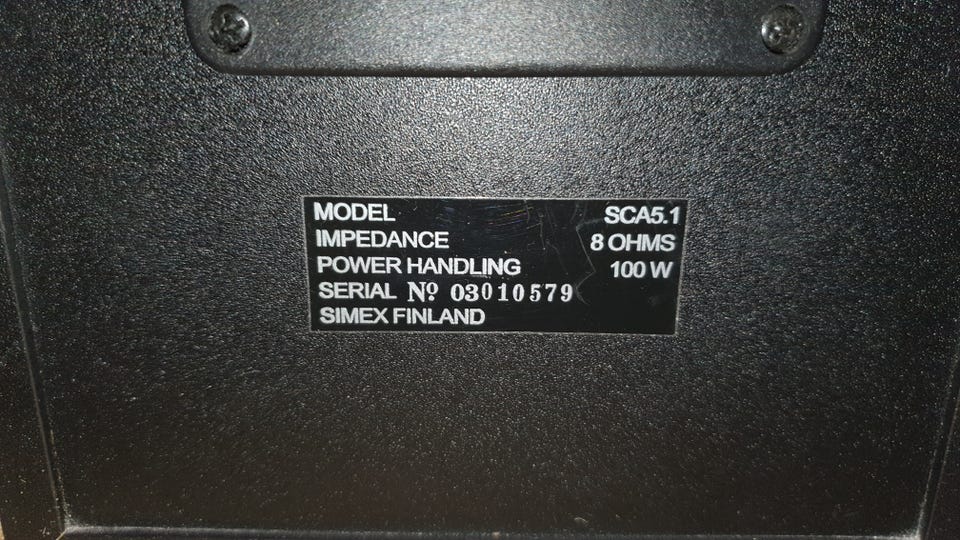 MODEL SCA5.1
IMPEDANCE 8 OHMS
POWER HANDLING 100 W
SERIAL № 03010579
SIMEX FINLAND